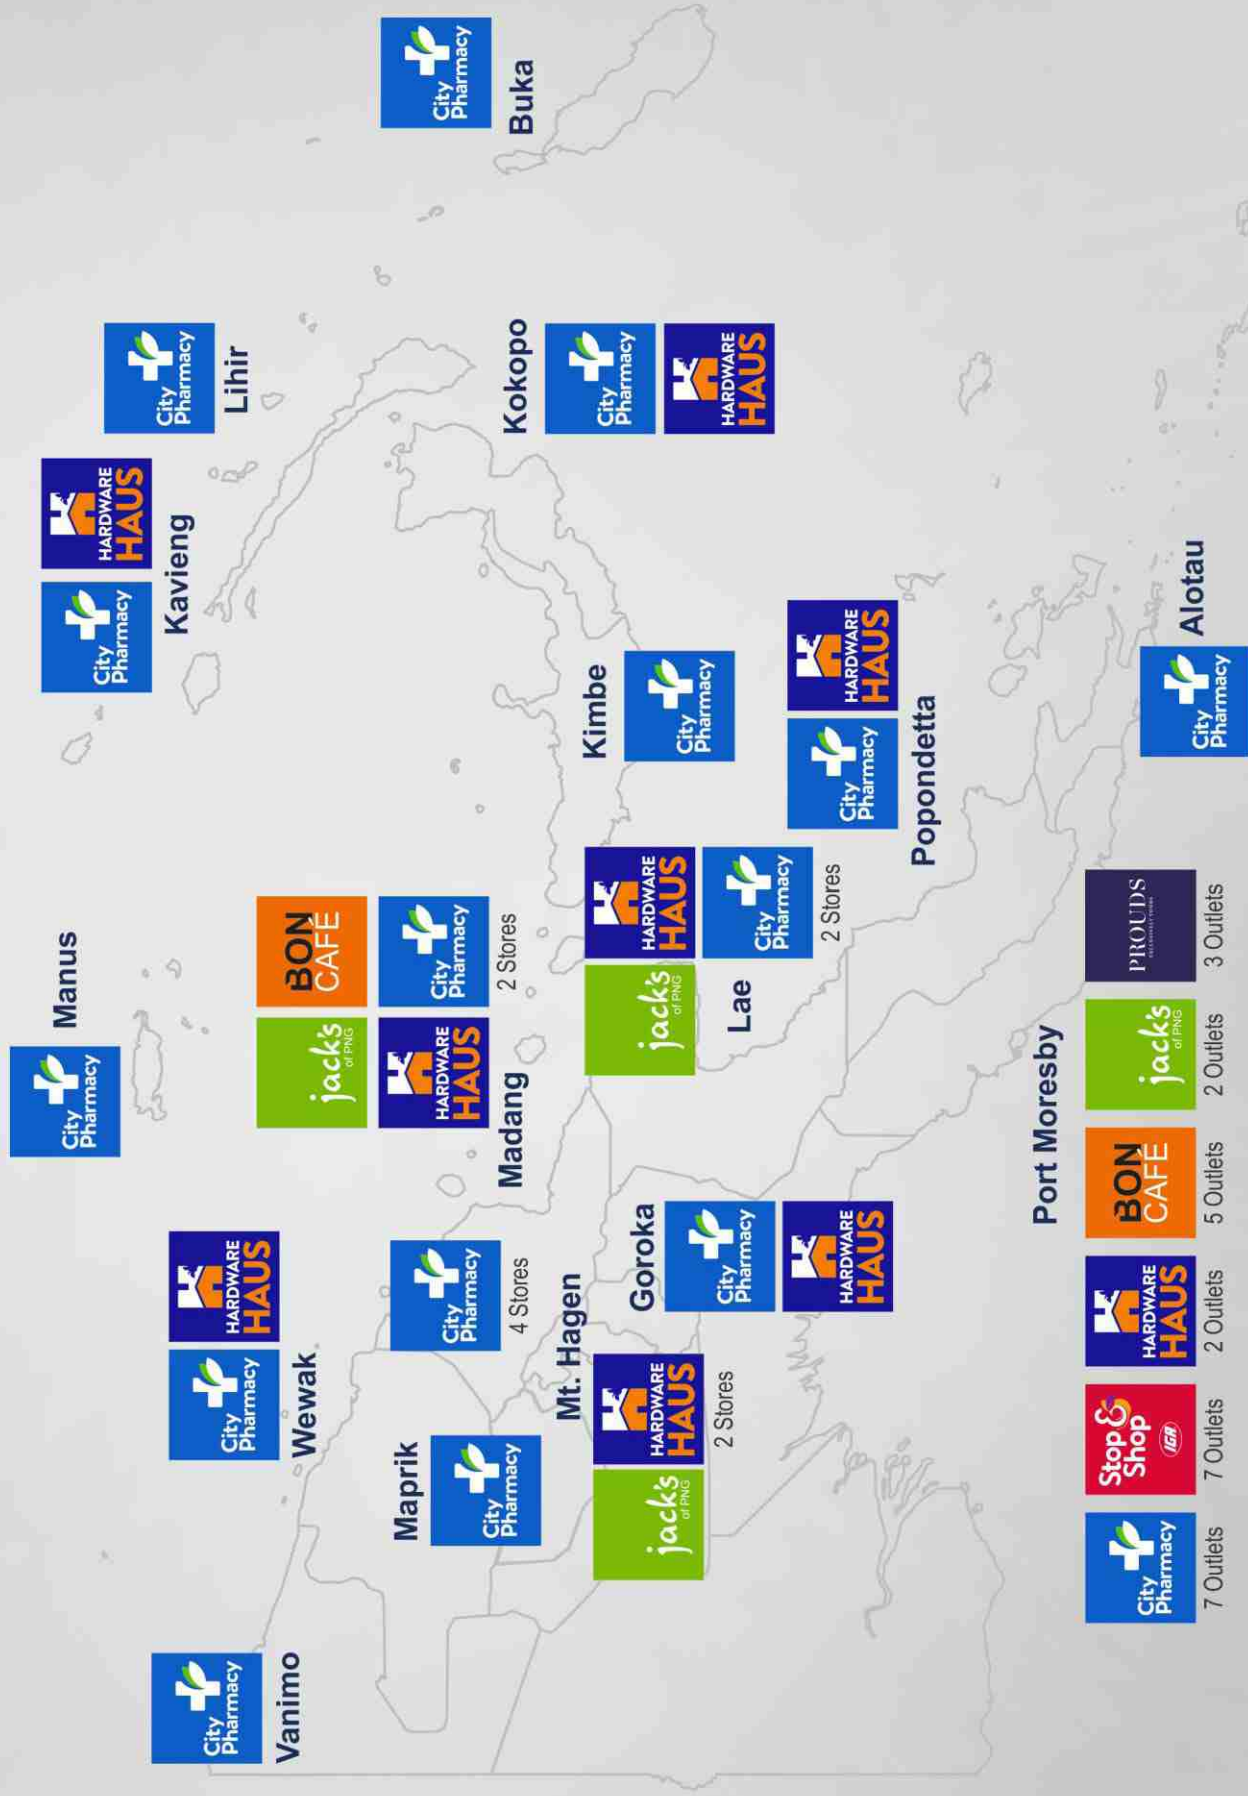 City
Pharmacy
Manus
City
Pharmacy
HARDWARE
HAUS
Kavieng
City
Pharmacy
Lihir
City
Pharmacy
Vanimo
City
Pharmacy
HARDWARE
HAUS
Wewak
jack's
of PNG
BON
CAFÉ
HARDWARE
HAUS
City
Pharmacy
2 Stores
Madang
City
Pharmacy
Buka
Maprik
City
Pharmacy
City
Pharmacy
4 Stores
Mt. Hagen
jack's
of PNG
HARDWARE
HAUS
2 Stores
Goroka
City
Pharmacy
HARDWARE
HAUS
jack's
of PNG
HARDWARE
HAUS
Lae
City
Pharmacy
2 Stores
Kimbe
City
Pharmacy
Kokopo
City
Pharmacy
HARDWARE
HAUS
City
Pharmacy
HARDWARE
HAUS
Popondetta
Port Moresby
City
Pharmacy
7 Outlets
Stop &
Shop
IGA
7 Outlets
HARDWARE
HAUS
2 Outlets
BON
CAFÉ
5 Outlets
jack's
of PNG
2 Outlets
PROUDS
3 Outlets
City
Pharmacy
Alotau